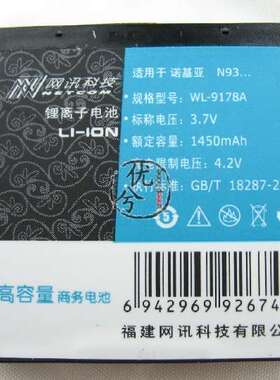 网讯科技
NETCOM
锂离子电池
LI-ION
适用于 诺基亚 N93...
规格型号: WL-9178A
标称电压: 3.7V
额定容量: 1450mAh
限制电压: 4.2V
标准: GB/T 18287-2
优兮
高容量 商务电池
6 942969 92674
福建网讯科技有限公